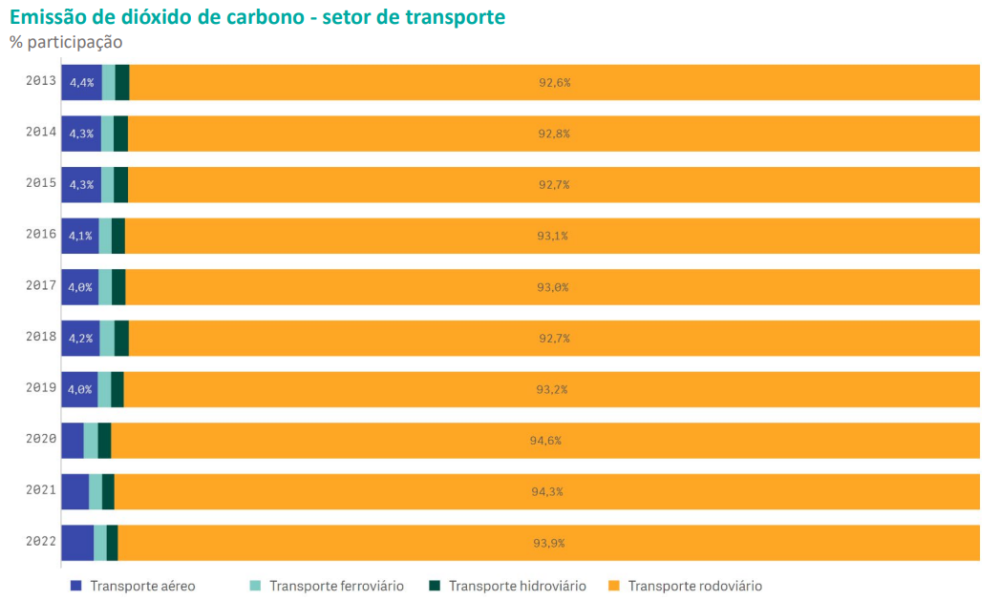 Emissão de dióxido de carbono - setor de transporte
% participação
2013 4,4% 92,6%
2014 4,3% 92,8%
2015 4,3% 92,7%
2016 4,1% 93,1%
2017 4,0% 93,0%
2018 4,2% 92,7%
2019 4,0% 93,2%
2020 94,6%
2021 94,3%
2022 93,9%
Transporte aéreo Transporte ferroviário Transporte hidroviário Transporte rodoviário